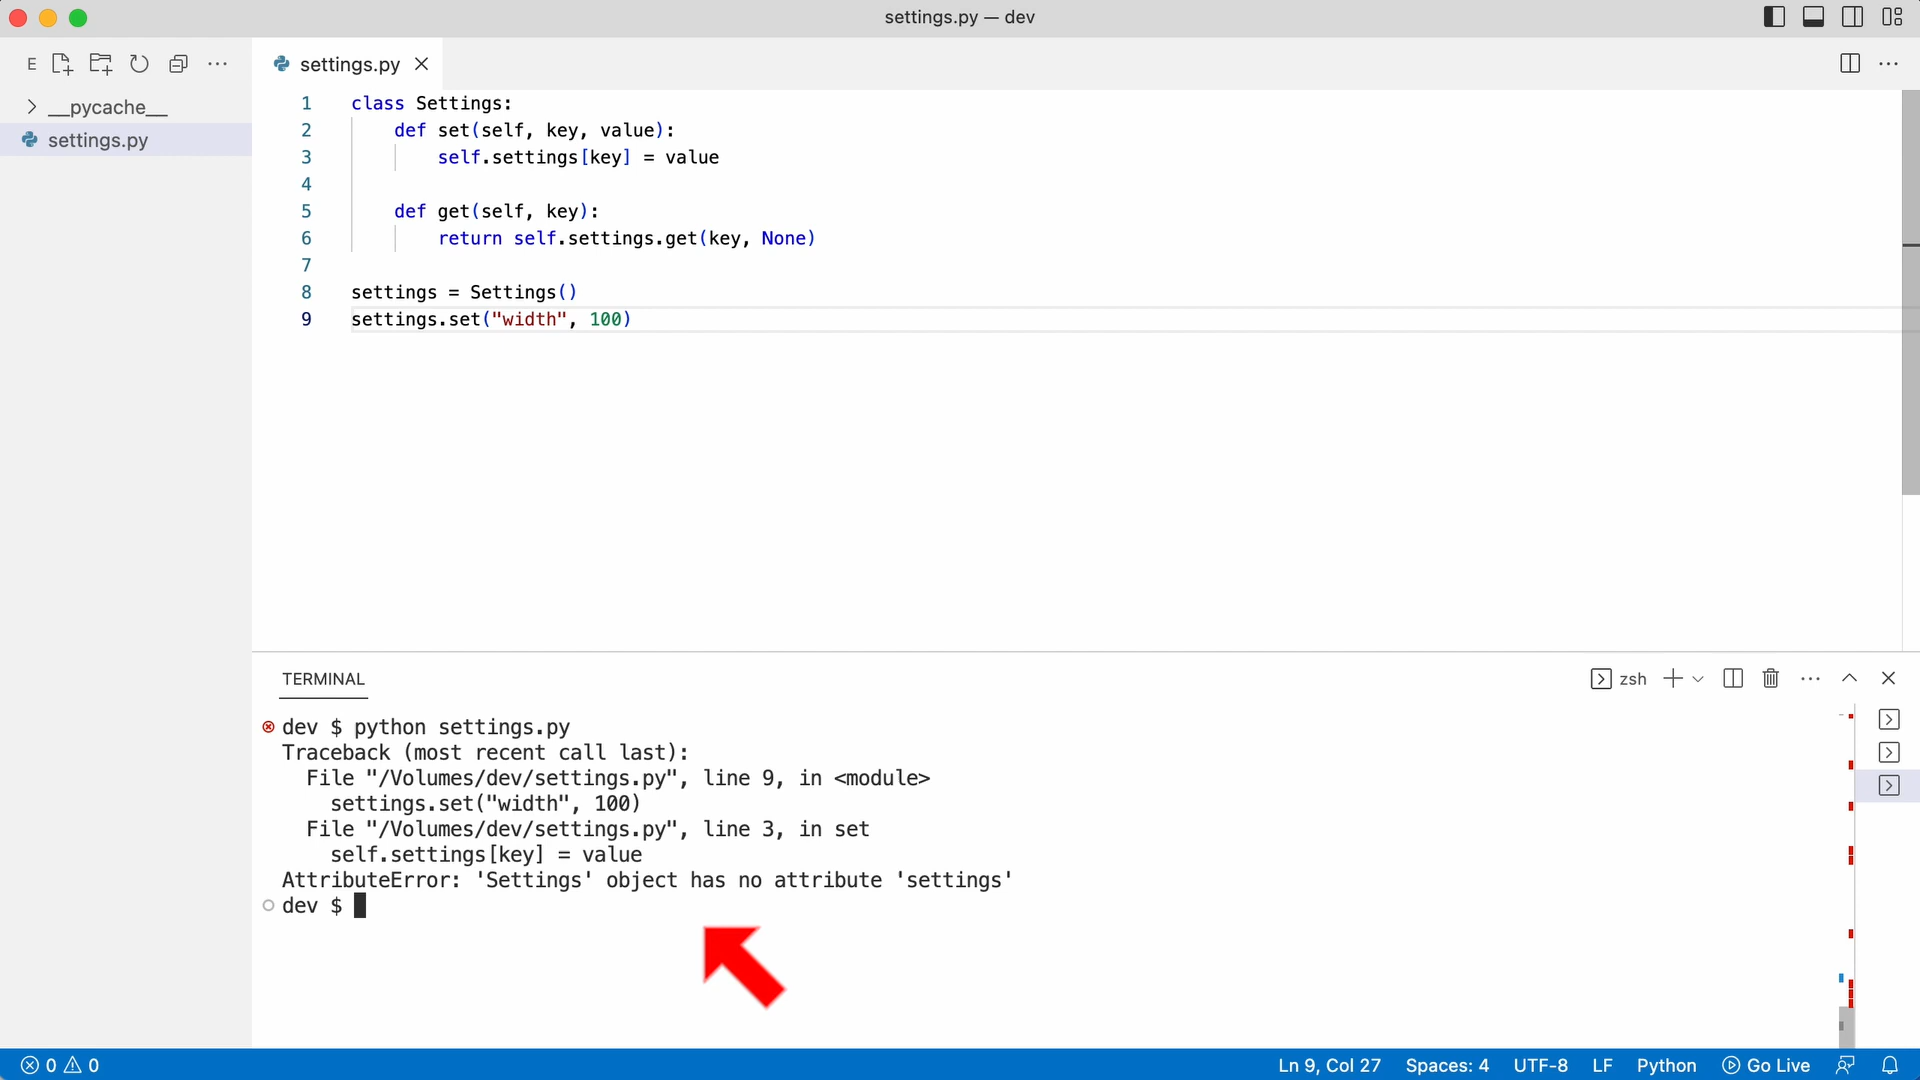 settings.py — dev
E
settings.py
__pycache__
settings.py
1 class Settings:
2     def set(self, key, value):
3         self.settings[key] = value
4
5     def get(self, key):
6         return self.settings.get(key, None)
7
8 settings = Settings()
9 settings.set("width", 100)
TERMINAL
zsh
dev $ python settings.py
Traceback (most recent call last):
  File "/Volumes/dev/settings.py", line 9, in <module>
    settings.set("width", 100)
  File "/Volumes/dev/settings.py", line 3, in set
    self.settings[key] = value
AttributeError: 'Settings' object has no attribute 'settings'
dev $
0 0 Ln 9, Col 27 Spaces: 4 UTF-8 LF Python Go Live